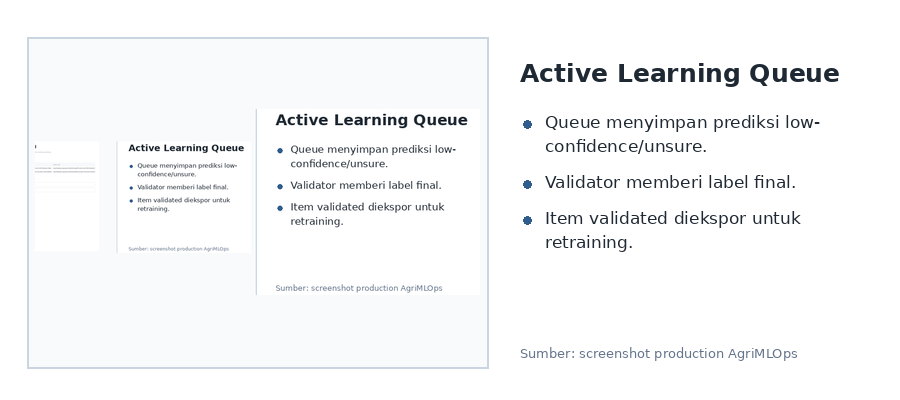 Active Learning Queue
Queue menyimpan prediksi low-
confidence/unsure.
Validator memberi label final.
Item validated diekspor untuk
retraining.
Sumber: screenshot production AgriMLOps
Active Learning Queue
Queue menyimpan prediksi low-
confidence/unsure.
Validator memberi label final.
Item validated diekspor untuk
retraining.
Sumber: screenshot production AgriMLOps
Active Learning Queue
Queue menyimpan prediksi low-
confidence/unsure.
Validator memberi label final.
Item validated diekspor untuk
retraining.
Sumber: screenshot production AgriMLOps